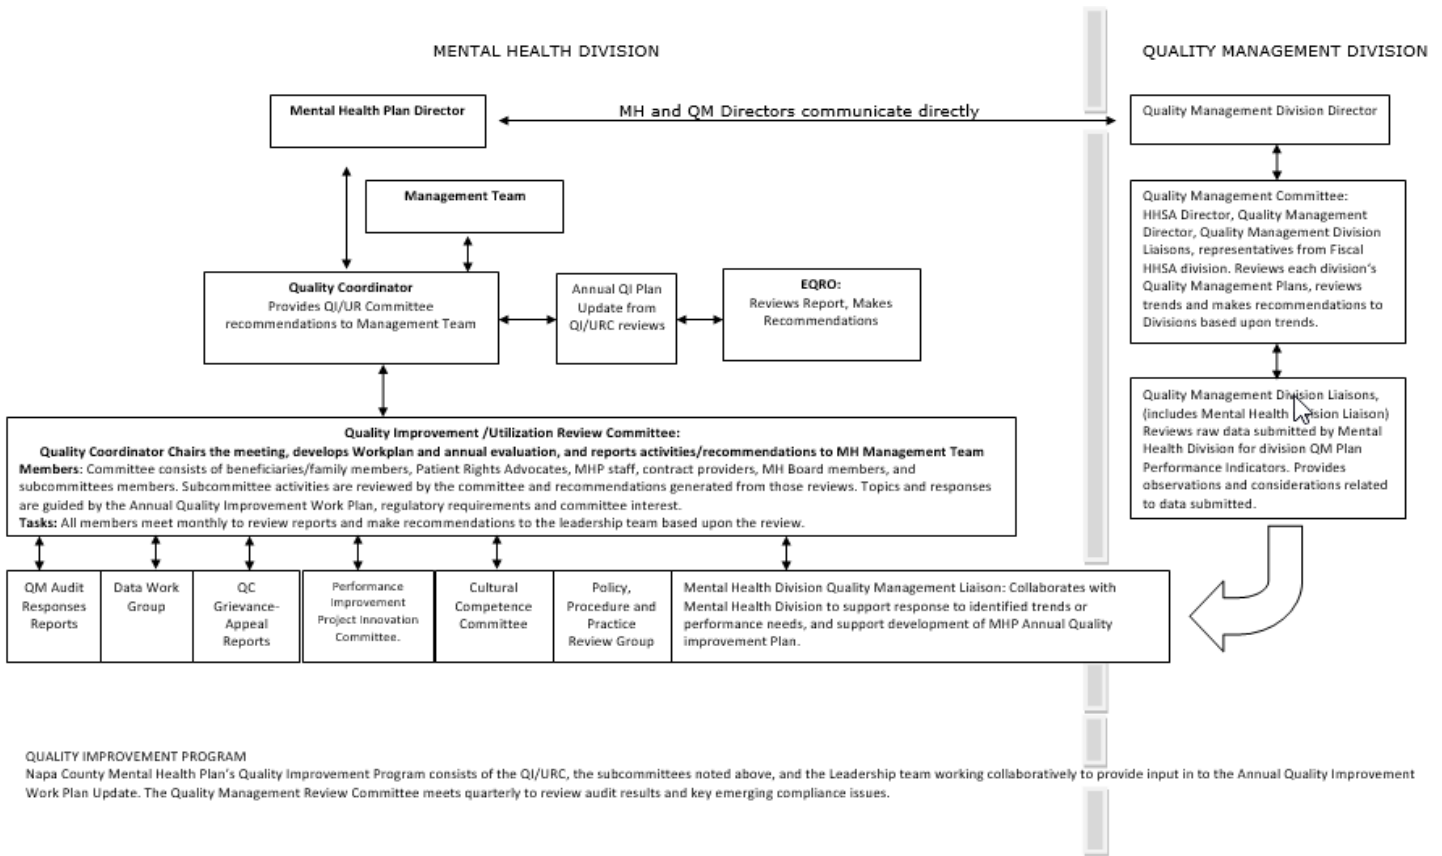 MENTAL HEALTH DIVISION
QUALITY MANAGEMENT DIVISION
Mental Health Plan Director
MH and QM Directors communicate directly
Quality Management Division Director
Management Team
Quality Management Committee:
HHSA Director, Quality Management
Director, Quality Management Division
Liaisons, representatives from Fiscal
HHSA division. Reviews each division's
Quality Management Plans, reviews
trends and makes recommendations to
Divisions based upon trends.
Quality Coordinator
Provides QI/UR Committee
recommendations to Management Team
Annual QI Plan
Update from
QI/URC reviews
EQRO:
Reviews Report, Makes
Recommendations
Quality Management Division Liaisons,
(includes Mental Health Liaison)
Reviews raw data submitted by Mental
Health Division for division QM Plan
Performance Indicators. Provides
observations and considerations related
to data submitted.
Quality Improvement /Utilization Review Committee:
Quality Coordinator Chairs the meeting, develops Workplan and annual evaluation, and reports activities/recommendations to MH Management Team
Members: Committee consists of beneficiaries/family members, Patient Rights Advocates, MHP staff, contract providers, MH Board members, and
subcommittees members. Subcommittee activities are reviewed by the committee and recommendations generated from those reviews. Topics and responses
are guided by the Annual Quality Improvement Work Plan, regulatory requirements and committee interest.
Tasks: All members meet monthly to review reports and make recommendations to the leadership team based upon the review.
QM Audit
Responses
Reports
Data Work
Group
QC
Grievance-
Appeal
Reports
Performance
Improvement
Project Innovation
Committee.
Cultural
Competence
Committee
Policy,
Procedure and
Practice
Review Group
Mental Health Division Quality Management Liaison: Collaborates with
Mental Health Division to support response to identified trends or
performance needs, and support development of MHP Annual Quality
improvement Plan.
QUALITY IMPROVEMENT PROGRAM
Napa County Mental Health Plan's Quality Improvement Program consists of the QI/URC, the subcommittees noted above, and the Leadership team working collaboratively to provide input in to the Annual Quality Improvement
Work Plan Update. The Quality Management Review Committee meets quarterly to review audit results and key emerging compliance issues.